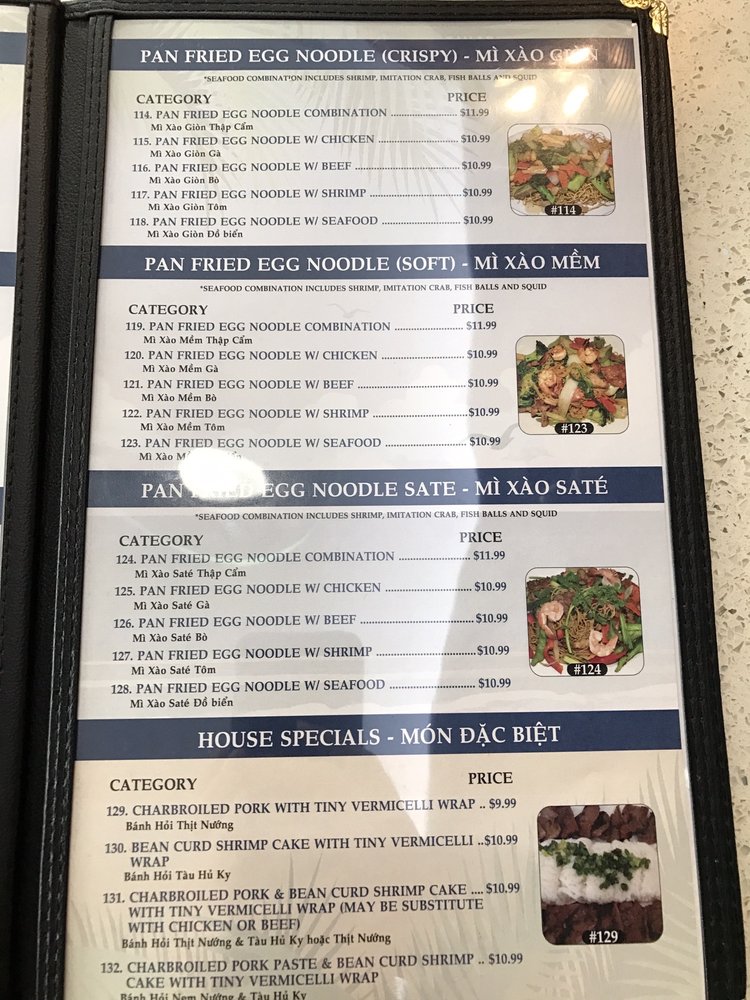 PAN FRIED EGG NOODLE (CRISPY) - MÌ XÀO GIÒN
*SEAFOOD COMBINATION INCLUDES SHRIMP, IMITATION CRAB, FISH BALLS AND SQUID
CATEGORY PRICE
114. PAN FRIED EGG NOODLE COMBINATION ........................ $11.99
Mì Xào Giòn Thập Cẩm
115. PAN FRIED EGG NOODLE W/ CHICKEN ............................ $10.99
Mì Xào Giòn Gà
116. PAN FRIED EGG NOODLE W/ BEEF .................................. $10.99
Mì Xào Giòn Bò
117. PAN FRIED EGG NOODLE W/ SHRIMP .............................. $10.99
Mì Xào Giòn Tôm
118. PAN FRIED EGG NOODLE W/ SEAFOOD ............................ $10.99
Mì Xào Giòn Đồ biển
#114
PAN FRIED EGG NOODLE (SOFT) - MÌ XÀO MỀM
*SEAFOOD COMBINATION INCLUDES SHRIMP, IMITATION CRAB, FISH BALLS AND SQUID
CATEGORY PRICE
119. PAN FRIED EGG NOODLE COMBINATION ...................... $11.99
Mì Xào Mềm Thập Cẩm
120. PAN FRIED EGG NOODLE W/ CHICKEN .......................... $10.99
Mì Xào Mềm Gà
121. PAN FRIED EGG NOODLE W/ BEEF ................................ $10.99
Mì Xào Mềm Bò
122. PAN FRIED EGG NOODLE W/ SHRIMP ............................ $10.99
Mì Xào Mềm Tôm
123. PAN FRIED EGG NOODLE W/ SEAFOOD .......................... $10.99
Mì Xào
#123
PAN FRIED EGG NOODLE SATE - MÌ XÀO SATÉ
*SEAFOOD COMBINATION INCLUDES SHRIMP, IMITATION CRAB, FISH BALLS AND SQUID
CATEGORY PRICE
124. PAN FRIED EGG NOODLE COMBINATION ........................ $11.99
Mì Xào Saté Thập Cẩm
125. PAN FRIED EGG NOODLE W/ CHICKEN ............................ $10.99
Mì Xào Saté Gà
126. PAN FRIED EGG NOODLE W/ BEEF .................................. $10.99
Mì Xào Saté Bò
127. PAN FRIED EGG NOODLE W/ SHRIMP .............................. $10.99
Mì Xào Saté Tôm
128. PAN FRIED EGG NOODLE W/ SEAFOOD ............................ $10.99
Mì Xào Saté Đồ biển
#124
HOUSE SPECIALS - MÓN ĐẶC BIỆT
CATEGORY PRICE
129. CHARBROILED PORK WITH TINY VERMICELLI WRAP .. $9.99
Bánh Hỏi Thịt Nướng
130. BEAN CURD SHRIMP CAKE WITH TINY VERMICELLI ..$10.99
WRAP
Bánh Hỏi Tàu Hủ Ky
131. CHARBROILED PORK & BEAN CURD SHRIMP CAKE .... $10.99
WITH TINY VERMICELLI WRAP (MAY BE SUBSTITUTE
WITH CHICKEN OR BEEF)
Bánh Hỏi Thịt Nướng & Tàu Hủ Ky hoặc Thịt Nướng
#129
132. CHARBROILED PORK PASTE & BEAN CURD SHRIMP .. $10.99
CAKE WITH TINY VERMICELLI WRAP
Bánh Hỏi Nem Nướng & Tàu Hủ Ky